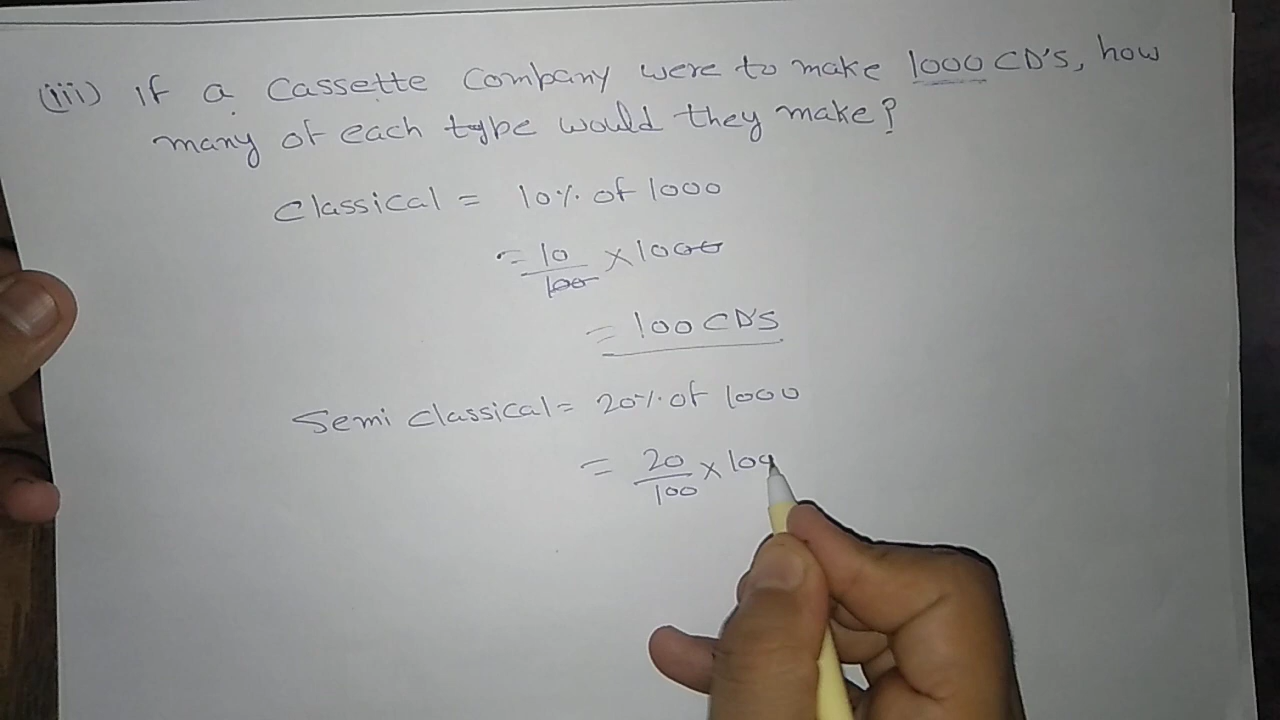 (iii) If a Cassette Company were to make 1000 CD's, how
many of each type would they make?
Classical = 10% of 1000
= 10/100 × 1000
= 100 CD'S
Semi Classical = 20% of 1000
= 20/100 × 100